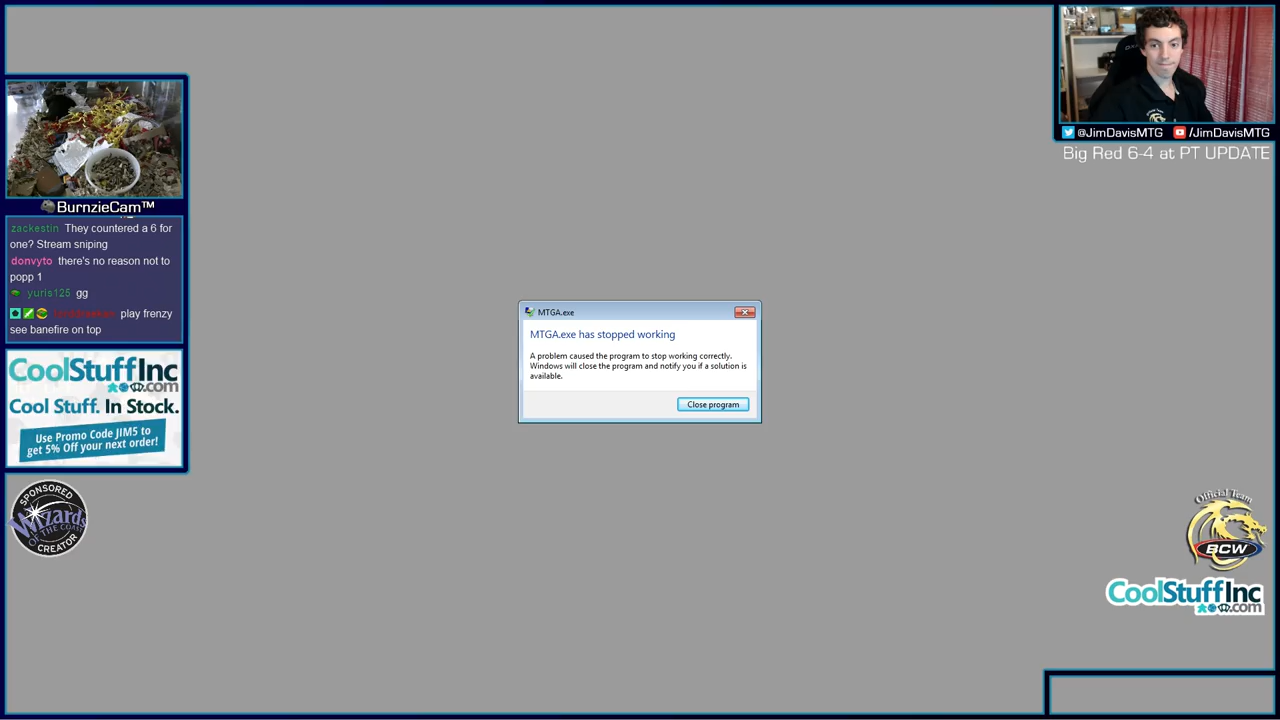 @JimDavisMTG /JimDavisMTG
Big Red 6-4 at PT UPDATE
BurnzieCam™
zackestin They countered a 6 for
one? Stream sniping
donvyto there's no reason not to
popp 1
yuris125 gg
play frenzy
see banefire on top
CoolStuffInc
.com
Cool Stuff. In Stock.
Use Promo Code JIM5 to
get 5% Off your next order!
SPONSORED
Wizards
OF THE COAST
CREATOR
MTGA.exe
MTGA.exe has stopped working
A problem caused the program to stop working correctly.
Windows will close the program and notify you if a solution is
available.
Close program
Official Team
BCW
CoolStuffInc
.com